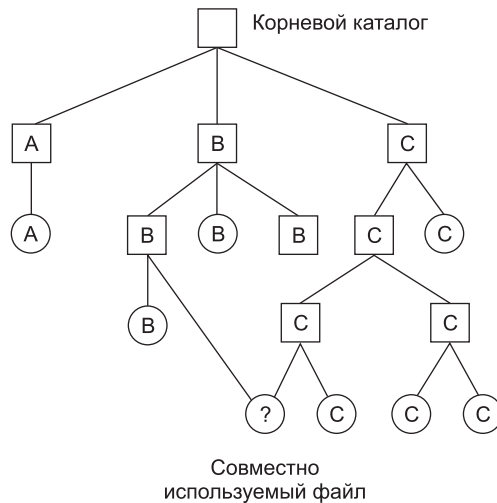 Корневой каталог
A B C
A B B B C C
B C C
? C C C
Совместно
используемый файл